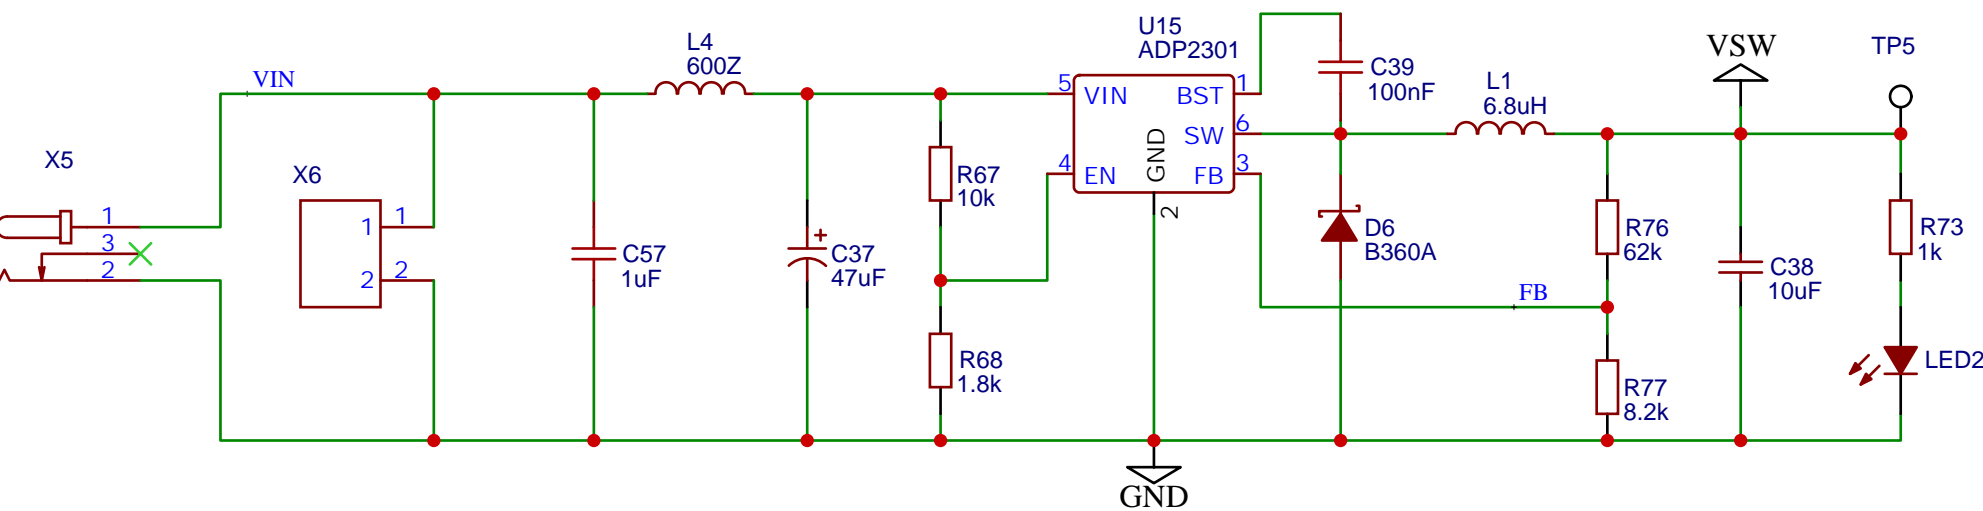 U15
ADP2301
VSW
TP5
L4
600Z
VIN
C39
100nF
L1
6.8uH
5
VIN
BST
1
SW
6
GND
4
EN
FB
3
2
X5
1
3
2
X6
1
1
2
2
R67
10k
C57
1uF
C37
47uF
D6
B360A
R76
62k
C38
10uF
R73
1k
FB
R68
1.8k
R77
8.2k
LED2
GND